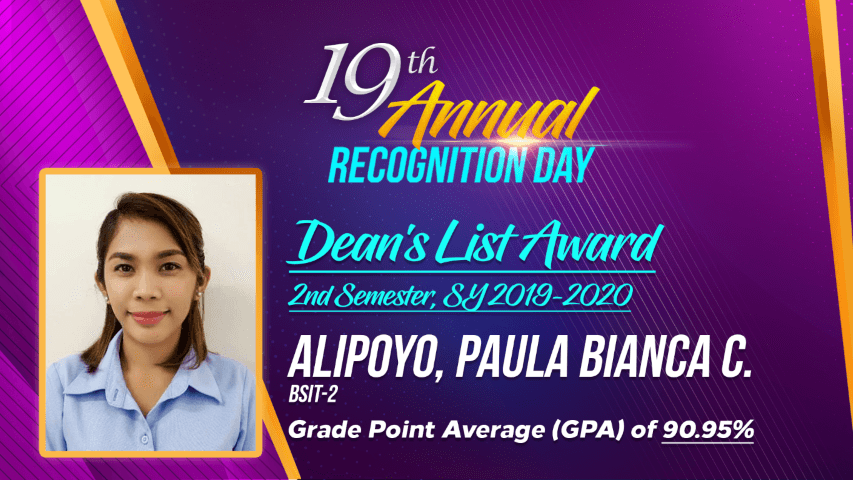 19th
Annual
RECOGNITION DAY
Dean's List Award
2nd Semester, SY 2019-2020
ALIPOYO, PAULA BIANCA C.
BSIT-2
Grade Point Average (GPA) of 90.95%